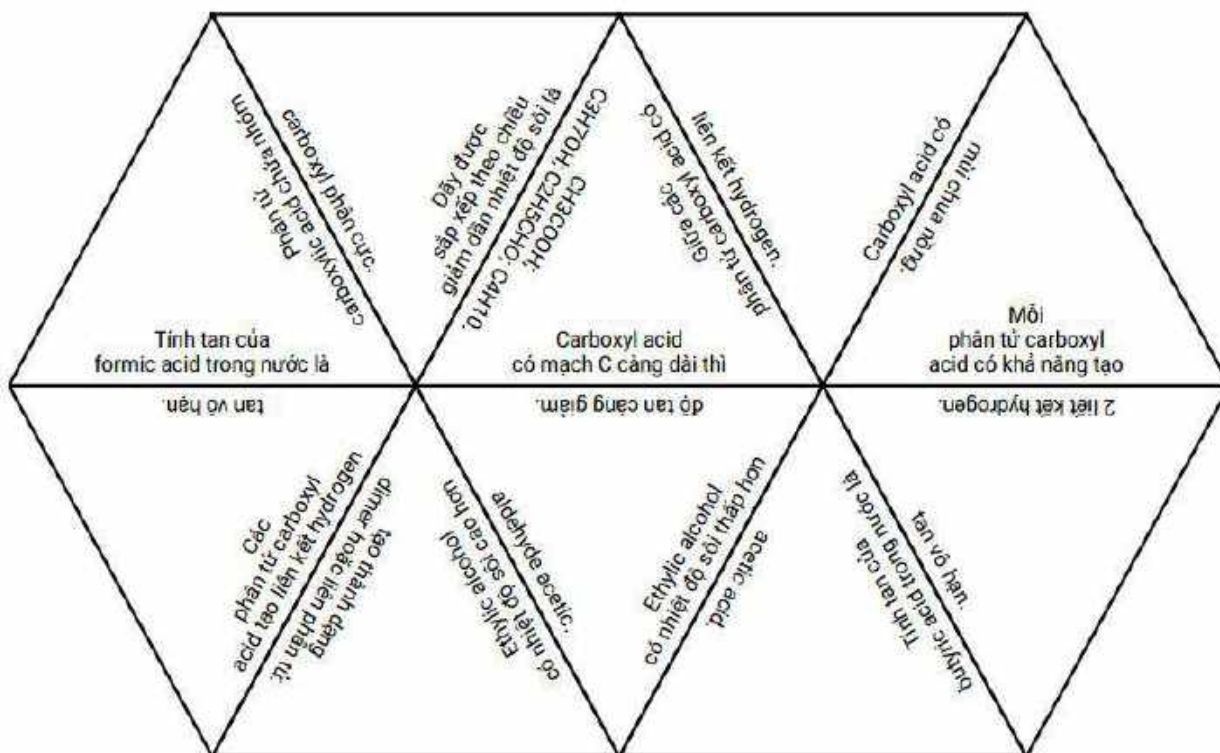 Phân tử
carboxylic acid chứa nhóm
carboxyl phân cực.
Dãy được
sắp xếp theo chiều
giảm dần nhiệt độ sôi là
CH3COOH;
C3H7OH; C2H5CHO; C4H10.
Giữa các
phân tử carboxyl acid có
liên kết hydrogen.
Carboxyl acid có
mùi chua nồng.
Tính tan của
formic acid trong nước là
tan vô hạn.
Carboxyl acid
có mạch C càng dài thì
độ tan càng giảm.
Mỗi
phân tử carboxyl
acid có khả năng tạo
2 liết kết hydrogen.
Các
phân tử carboxyl
acid tạo liên kết hydrogen
tạo thành dạng
dimer hoặc liên phân tử.
Ethylic alcohol
có nhiệt độ sôi cao hơn
aldehyde acetic.
Ethylic alcohol
có nhiệt độ sôi thấp hơn
acetic acid.
Tính tan của
butyric acid trong nước là
tan vô hạn.